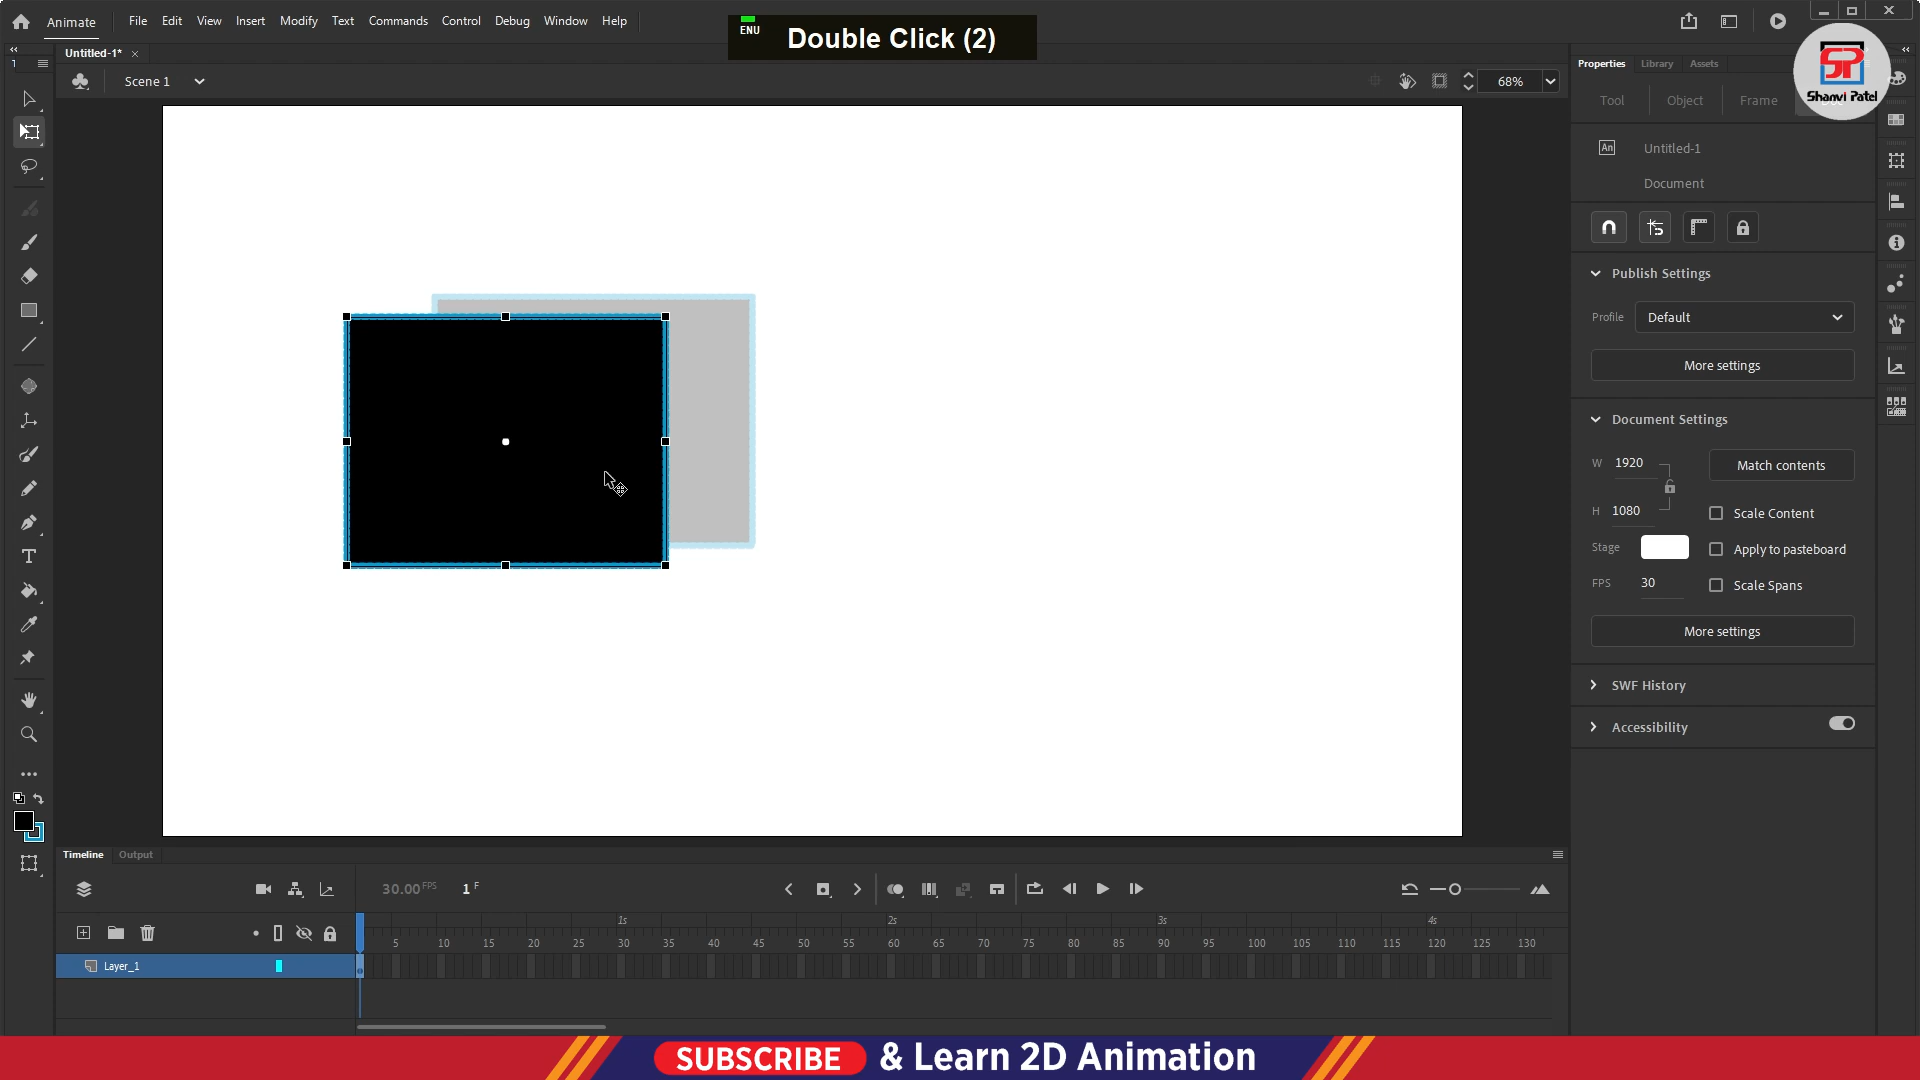 Animate
File Edit View Insert Modify Text Commands Control Debug Window Help
ENU
Double Click (2)
Untitled-1*
Scene 1
68%
Properties Library Assets
SP
Shanvi Patel
Tool Object Frame
An Untitled-1
Document
Publish Settings
Profile Default
More settings
Document Settings
W 1920
Match contents
H 1080
Scale Content
Stage
Apply to pasteboard
FPS 30
Scale Spans
More settings
SWF History
Accessibility
Timeline Output
30.00 FPS 1 F
1s 2s 3s 4s
5 10 15 20 25 30 35 40 45 50 55 60 65 70 75 80 85 90 95 100 105 110 115 120 125 130
Layer_1
SUBSCRIBE & Learn 2D Animation